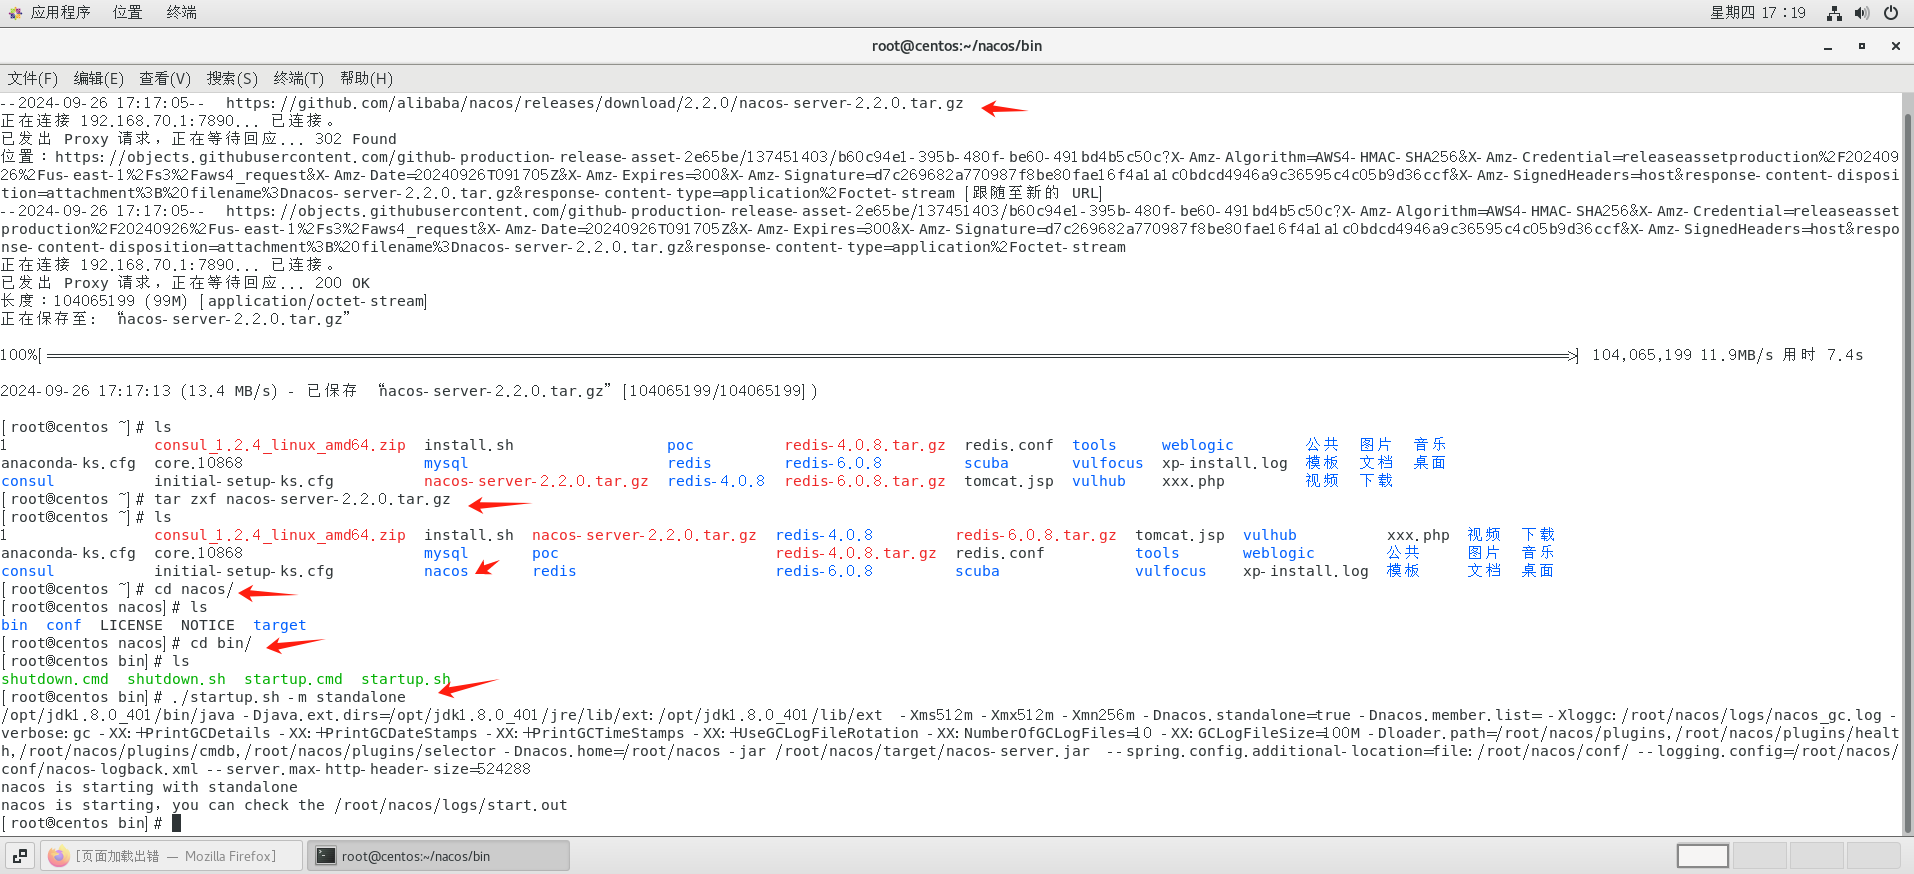 应用程序 位置 终端 星期四 17：19
root@centos:~/nacos/bin
文件(F) 编辑(E) 查看(V) 搜索(S) 终端(T) 帮助(H)
--2024-09-26 17:17:05-- https://github.com/alibaba/nacos/releases/download/2.2.0/nacos-server-2.2.0.tar.gz
正在连接 192.168.70.1:7890... 已连接。
已发出 Proxy 请求，正在等待回应... 302 Found
位置：https://objects.githubusercontent.com/github-production-release-asset-2e65be/137451403/b60c94e1-395b-480f-be60-491bd4b5c50c?X-Amz-Algorithm=AWS4-HMAC-SHA256&X-Amz-Credential=releaseassetproduction%2F202409
26%2Fus-east-1%2Fs3%2Faws4_request&X-Amz-Date=20240926T091705Z&X-Amz-Expires=300&X-Amz-Signature=d7c269682a770987f8be80fae16f4a1a1c0bdcd4946a9c36595c4c05b9d36ccf&X-Amz-SignedHeaders=host&response-content-disposi
tion=attachment%3B%20filename%3Dnacos-server-2.2.0.tar.gz&response-content-type=application%2Foctet-stream [跟随至新的 URL]
--2024-09-26 17:17:05-- https://objects.githubusercontent.com/github-production-release-asset-2e65be/137451403/b60c94e1-395b-480f-be60-491bd4b5c50c?X-Amz-Algorithm=AWS4-HMAC-SHA256&X-Amz-Credential=releaseasset
production%2F20240926%2Fus-east-1%2Fs3%2Faws4_request&X-Amz-Date=20240926T091705Z&X-Amz-Expires=300&X-Amz-Signature=d7c269682a770987f8be80fae16f4a1a1c0bdcd4946a9c36595c4c05b9d36ccf&X-Amz-SignedHeaders=host&respo
nse-content-disposition=attachment%3B%20filename%3Dnacos-server-2.2.0.tar.gz&response-content-type=application%2Foctet-stream
正在连接 192.168.70.1:7890... 已连接。
已发出 Proxy 请求，正在等待回应... 200 OK
长度：104065199 (99M) [application/octet-stream]
正在保存至: “nacos-server-2.2.0.tar.gz”
100%[=====================================================>] 104,065,199 11.9MB/s 用时 7.4s
2024-09-26 17:17:13 (13.4 MB/s) - 已保存 “nacos-server-2.2.0.tar.gz” [104065199/104065199])
[root@centos ~]# ls
1 consul_1.2.4_linux_amd64.zip install.sh poc redis-4.0.8.tar.gz redis.conf tools weblogic 公共 图片 音乐
anaconda-ks.cfg core.10868 mysql redis redis-6.0.8 scuba vulfocus xp-install.log 模板 文档 桌面
consul initial-setup-ks.cfg nacos-server-2.2.0.tar.gz redis-4.0.8 redis-6.0.8.tar.gz tomcat.jsp vulhub xxx.php 视频 下载
[root@centos ~]# tar zxf nacos-server-2.2.0.tar.gz
[root@centos ~]# ls
1 consul_1.2.4_linux_amd64.zip install.sh nacos-server-2.2.0.tar.gz redis-4.0.8 redis-6.0.8.tar.gz tomcat.jsp vulhub xxx.php 视频 下载
anaconda-ks.cfg core.10868 mysql poc redis-4.0.8.tar.gz redis.conf tools weblogic 公共 图片 音乐
consul initial-setup-ks.cfg nacos redis redis-6.0.8 scuba vulfocus xp-install.log 模板 文档 桌面
[root@centos ~]# cd nacos/
[root@centos nacos]# ls
bin conf LICENSE NOTICE target
[root@centos nacos]# cd bin/
[root@centos bin]# ls
shutdown.cmd shutdown.sh startup.cmd startup.sh
[root@centos bin]# ./startup.sh -m standalone
/opt/jdk1.8.0_401/bin/java -Djava.ext.dirs=/opt/jdk1.8.0_401/jre/lib/ext:/opt/jdk1.8.0_401/lib/ext -Xms512m -Xmx512m -Xmn256m -Dnacos.standalone=true -Dnacos.member.list= -Xloggc:/root/nacos/logs/nacos_gc.log -
verbose:gc -XX:+PrintGCDetails -XX:+PrintGCDateStamps -XX:+PrintGCTimeStamps -XX:+UseGCLogFileRotation -XX:NumberOfGCLogFiles=10 -XX:GCLogFileSize=100M -Dloader.path=/root/nacos/plugins,/root/nacos/plugins/healt
h,/root/nacos/plugins/cmdb,/root/nacos/plugins/selector -Dnacos.home=/root/nacos -jar /root/nacos/target/nacos-server.jar --spring.config.additional-location=file:/root/nacos/conf/ --logging.config=/root/nacos/
conf/nacos-logback.xml --server.max-http-header-size=524288
nacos is starting with standalone
nacos is starting, you can check the /root/nacos/logs/start.out
[root@centos bin]#
[页面加载出错 — Mozilla Firefox] root@centos:~/nacos/bin